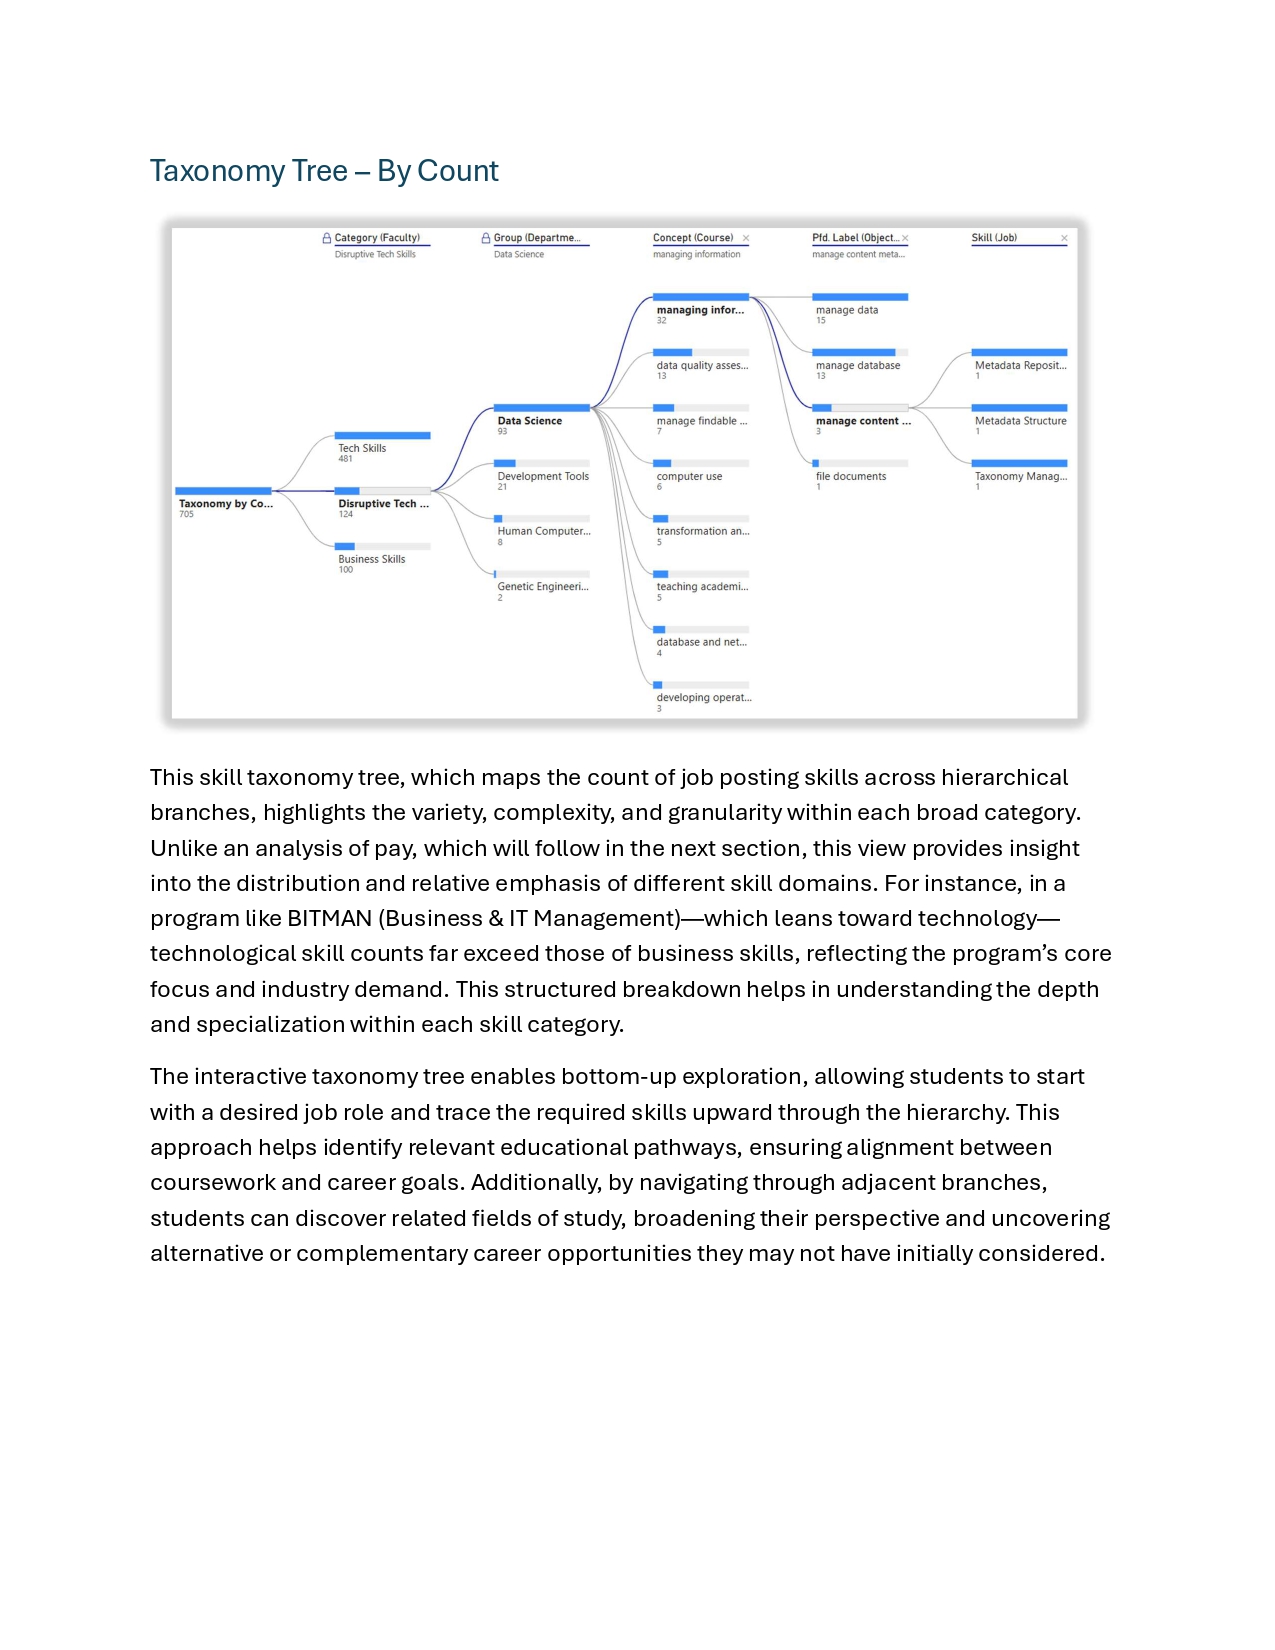 Taxonomy Tree – By Count
Category (Faculty)
Disruptive Tech Skills
Group (Departme...
Data Science
Concept (Course)
managing information
Pfd. Label (Object...
manage content meta...
Skill (Job)
Taxonomy by Co...
705
Tech Skills
481
Disruptive Tech ...
124
Business Skills
100
Data Science
93
Development Tools
21
Human Computer...
8
Genetic Engineeri...
2
managing infor...
32
data quality asses...
13
manage findable ...
7
computer use
6
transformation an...
5
teaching academi...
5
database and net...
4
developing operat...
3
manage data
15
manage database
13
manage content ...
3
file documents
1
Metadata Reposit...
1
Metadata Structure
1
Taxonomy Manag...
1
This skill taxonomy tree, which maps the count of job posting skills across hierarchical
branches, highlights the variety, complexity, and granularity within each broad category.
Unlike an analysis of pay, which will follow in the next section, this view provides insight
into the distribution and relative emphasis of different skill domains. For instance, in a
program like BITMAN (Business & IT Management)—which leans toward technology—
technological skill counts far exceed those of business skills, reflecting the program’s core
focus and industry demand. This structured breakdown helps in understanding the depth
and specialization within each skill category.
The interactive taxonomy tree enables bottom-up exploration, allowing students to start
with a desired job role and trace the required skills upward through the hierarchy. This
approach helps identify relevant educational pathways, ensuring alignment between
coursework and career goals. Additionally, by navigating through adjacent branches,
students can discover related fields of study, broadening their perspective and uncovering
alternative or complementary career opportunities they may not have initially considered.